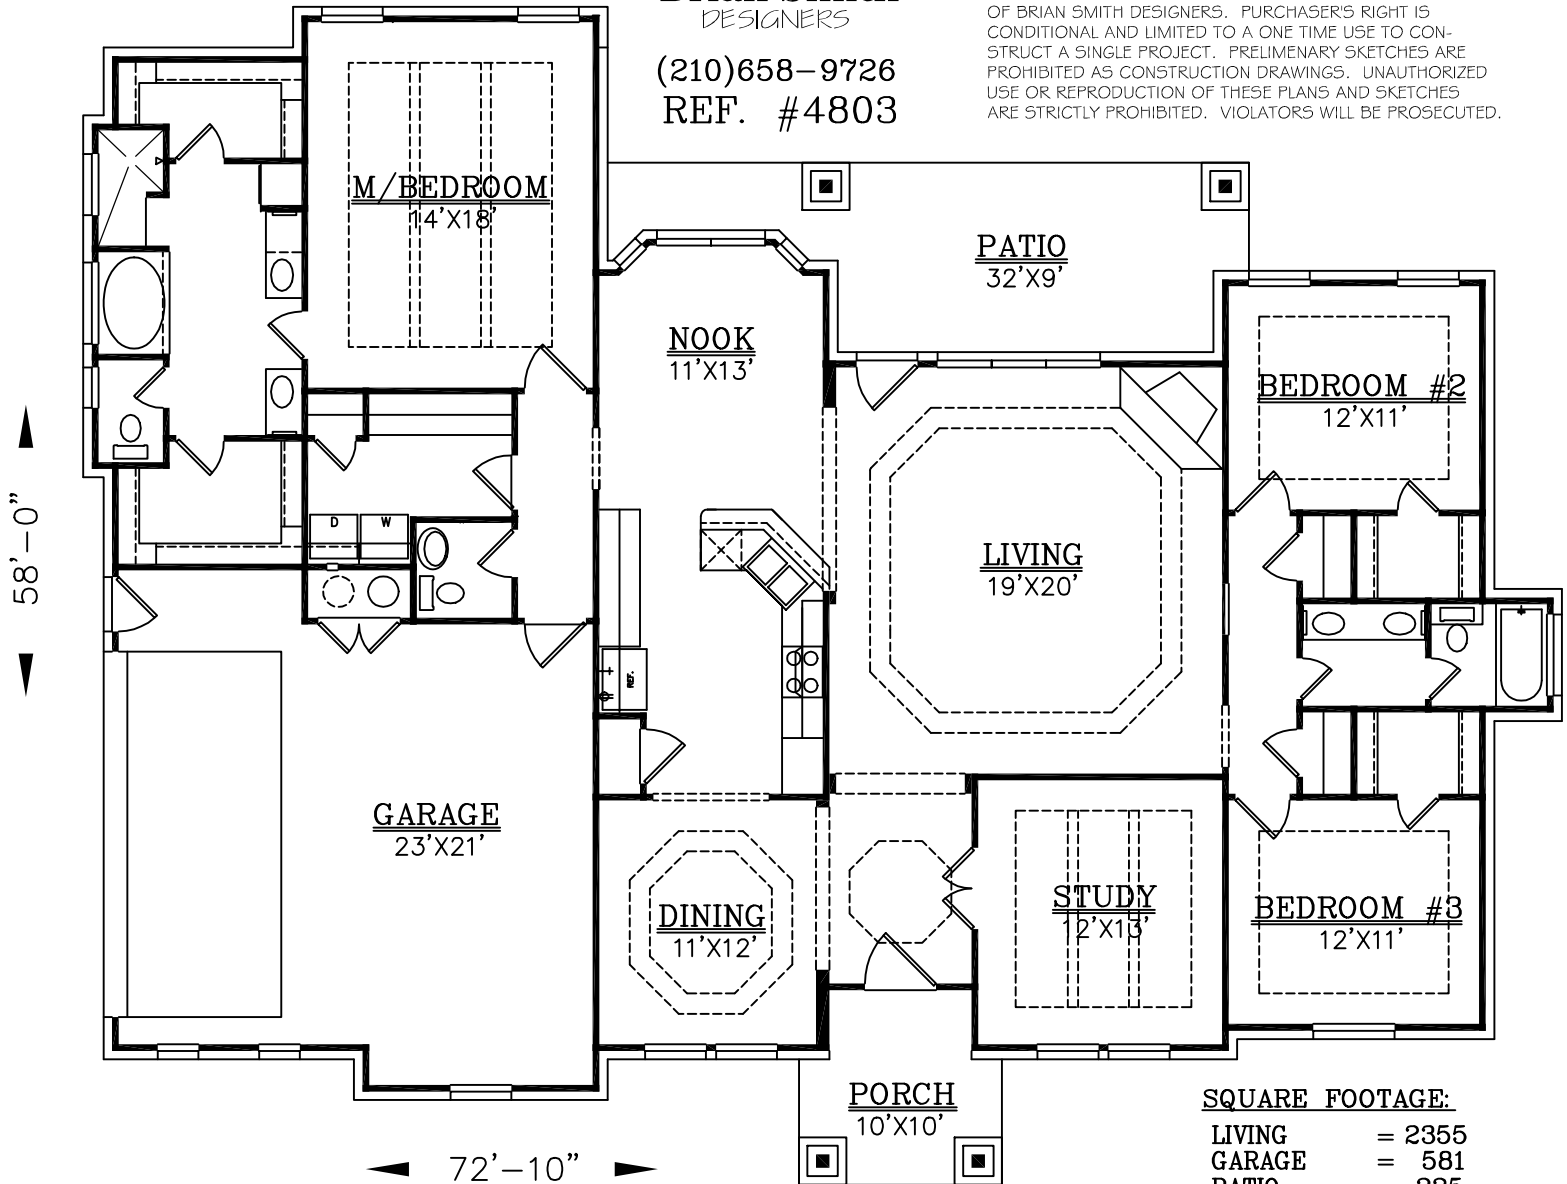 DESIGNERS
(210)658-9726
REF. #4803
OF BRIAN SMITH DESIGNERS. PURCHASER'S RIGHT IS
CONDITIONAL AND LIMITED TO A ONE TIME USE TO CON-
STRUCT A SINGLE PROJECT. PRELIMENARY SKETCHES ARE
PROHIBITED AS CONSTRUCTION DRAWINGS. UNAUTHORIZED
USE OR REPRODUCTION OF THESE PLANS AND SKETCHES
ARE STRICTLY PROHIBITED. VIOLATORS WILL BE PROSECUTED.
M/BEDROOM
14'X18'
PATIO
32'X9'
NOOK
11'X13'
BEDROOM #2
12'X11'
58'-0"
D
W
LIVING
19'X20'
REF.
GARAGE
23'X21'
DINING
11'X12'
STUDY
12'X13'
BEDROOM #3
12'X11'
PORCH
10'X10'
72'-10"
SQUARE FOOTAGE:
LIVING = 2355
GARAGE = 581